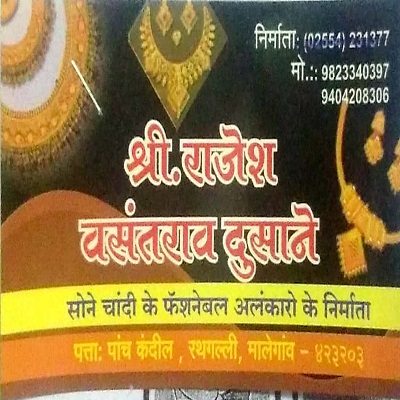 निर्माता: (02554) 231377
मो.:: 9823340397
9404208306
श्री. राजेश
वसंतराव दुसाने
सोने चांदी के फॅशनेबल अलंकारो के निर्माता
पत्ता: पांच कंदील , रथगल्ली, मालेगांव – ४२३२०३